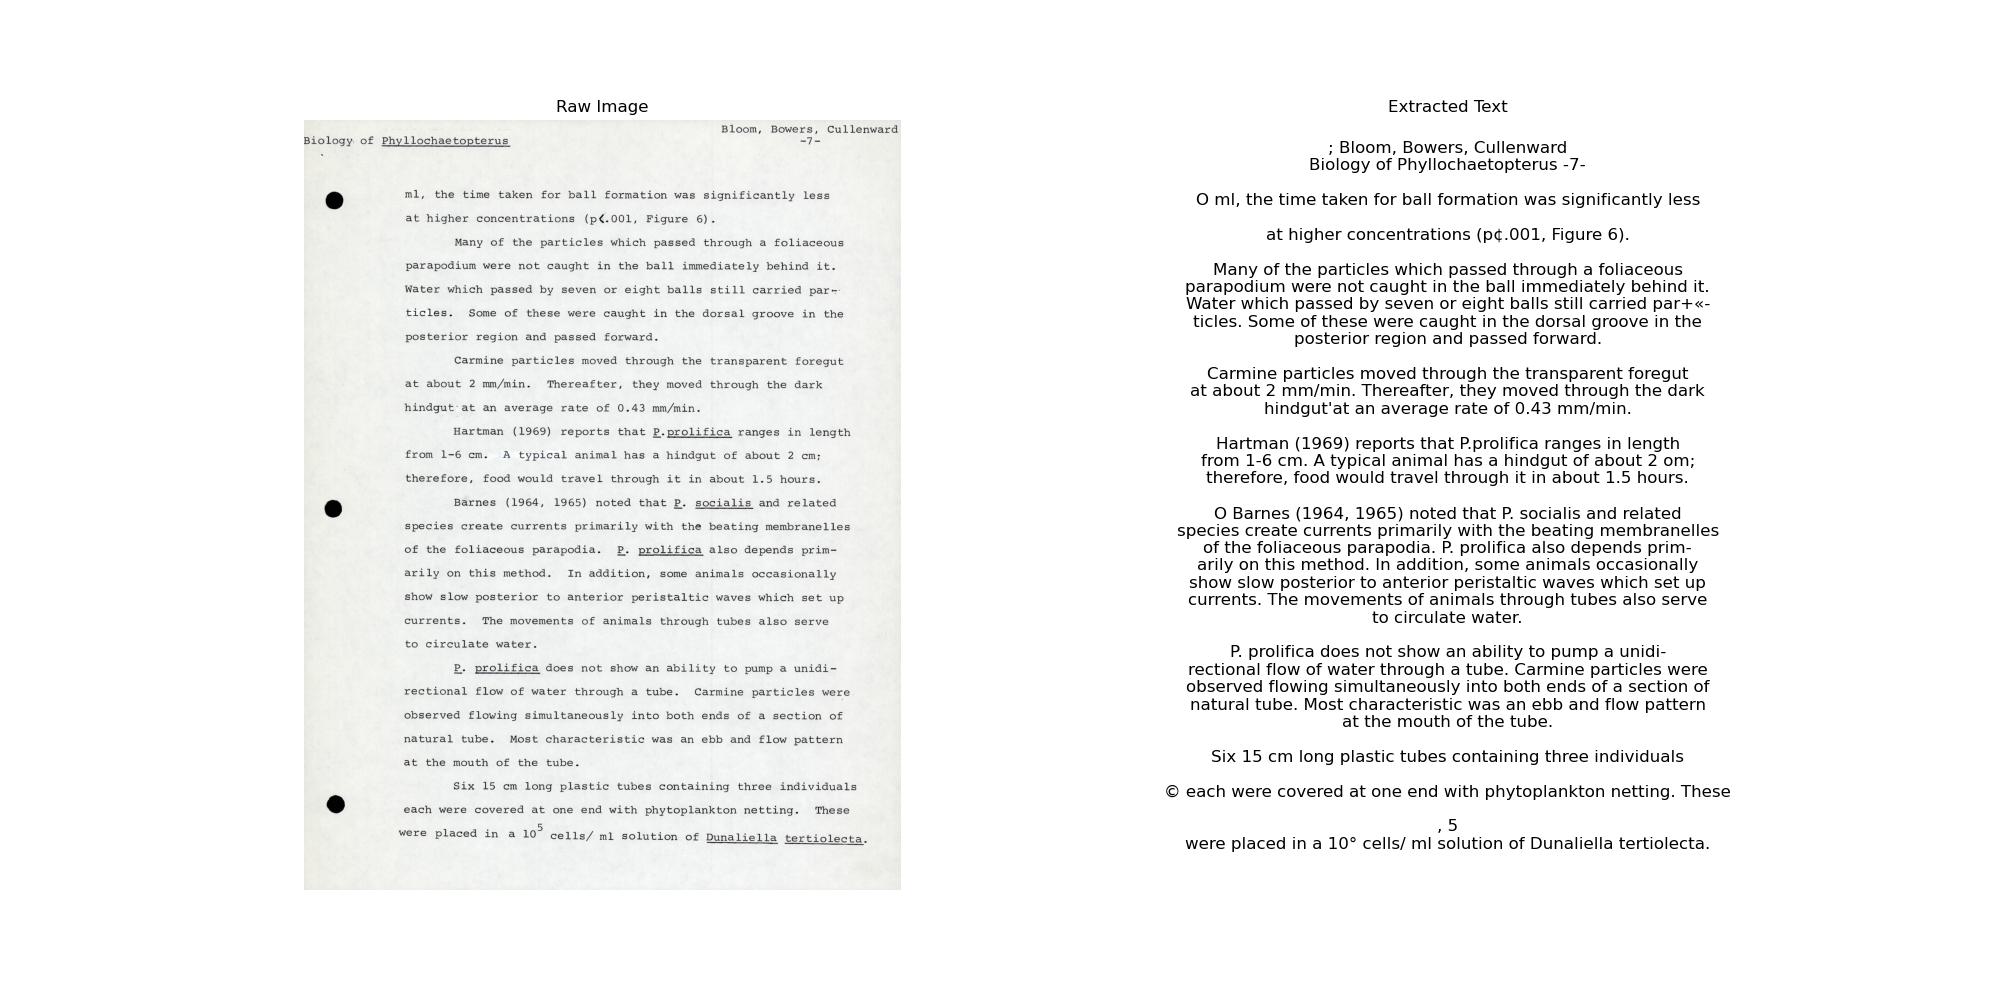 Raw Image
Bloom, Bowers, Cullenward
Biology of Phyllochaetopterus -7-
ml, the time taken for ball formation was significantly less
at higher concentrations (p<.001, Figure 6).
Many of the particles which passed through a foliaceous
parapodium were not caught in the ball immediately behind it.
Water which passed by seven or eight balls still carried par-
ticles. Some of these were caught in the dorsal groove in the
posterior region and passed forward.
Carmine particles moved through the transparent foregut
at about 2 mm/min. Thereafter, they moved through the dark
hindgut at an average rate of 0.43 mm/min.
Hartman (1969) reports that P.prolifica ranges in length
from 1-6 cm. A typical animal has a hindgut of about 2 cm;
therefore, food would travel through it in about 1.5 hours.
Barnes (1964, 1965) noted that P. socialis and related
species create currents primarily with the beating membranelles
of the foliaceous parapodia. P. prolifica also depends prim-
arily on this method. In addition, some animals occasionally
show slow posterior to anterior peristaltic waves which set up
currents. The movements of animals through tubes also serve
to circulate water.
P. prolifica does not show an ability to pump a unidi-
rectional flow of water through a tube. Carmine particles were
observed flowing simultaneously into both ends of a section of
natural tube. Most characteristic was an ebb and flow pattern
at the mouth of the tube.
Six 15 cm long plastic tubes containing three individuals
each were covered at one end with phytoplankton netting. These
were placed in a 10⁵ cells/ ml solution of Dunaliella tertiolecta.
Extracted Text
; Bloom, Bowers, Cullenward
Biology of Phyllochaetopterus -7-
O ml, the time taken for ball formation was significantly less
at higher concentrations (p¢.001, Figure 6).
Many of the particles which passed through a foliaceous
parapodium were not caught in the ball immediately behind it.
Water which passed by seven or eight balls still carried par+«-
ticles. Some of these were caught in the dorsal groove in the
posterior region and passed forward.
Carmine particles moved through the transparent foregut
at about 2 mm/min. Thereafter, they moved through the dark
hindgut'at an average rate of 0.43 mm/min.
Hartman (1969) reports that P.prolifica ranges in length
from 1-6 cm. A typical animal has a hindgut of about 2 om;
therefore, food would travel through it in about 1.5 hours.
O Barnes (1964, 1965) noted that P. socialis and related
species create currents primarily with the beating membranelles
of the foliaceous parapodia. P. prolifica also depends prim-
arily on this method. In addition, some animals occasionally
show slow posterior to anterior peristaltic waves which set up
currents. The movements of animals through tubes also serve
to circulate water.
P. prolifica does not show an ability to pump a unidi-
rectional flow of water through a tube. Carmine particles were
observed flowing simultaneously into both ends of a section of
natural tube. Most characteristic was an ebb and flow pattern
at the mouth of the tube.
Six 15 cm long plastic tubes containing three individuals
© each were covered at one end with phytoplankton netting. These
, 5
were placed in a 10° cells/ ml solution of Dunaliella tertiolecta.